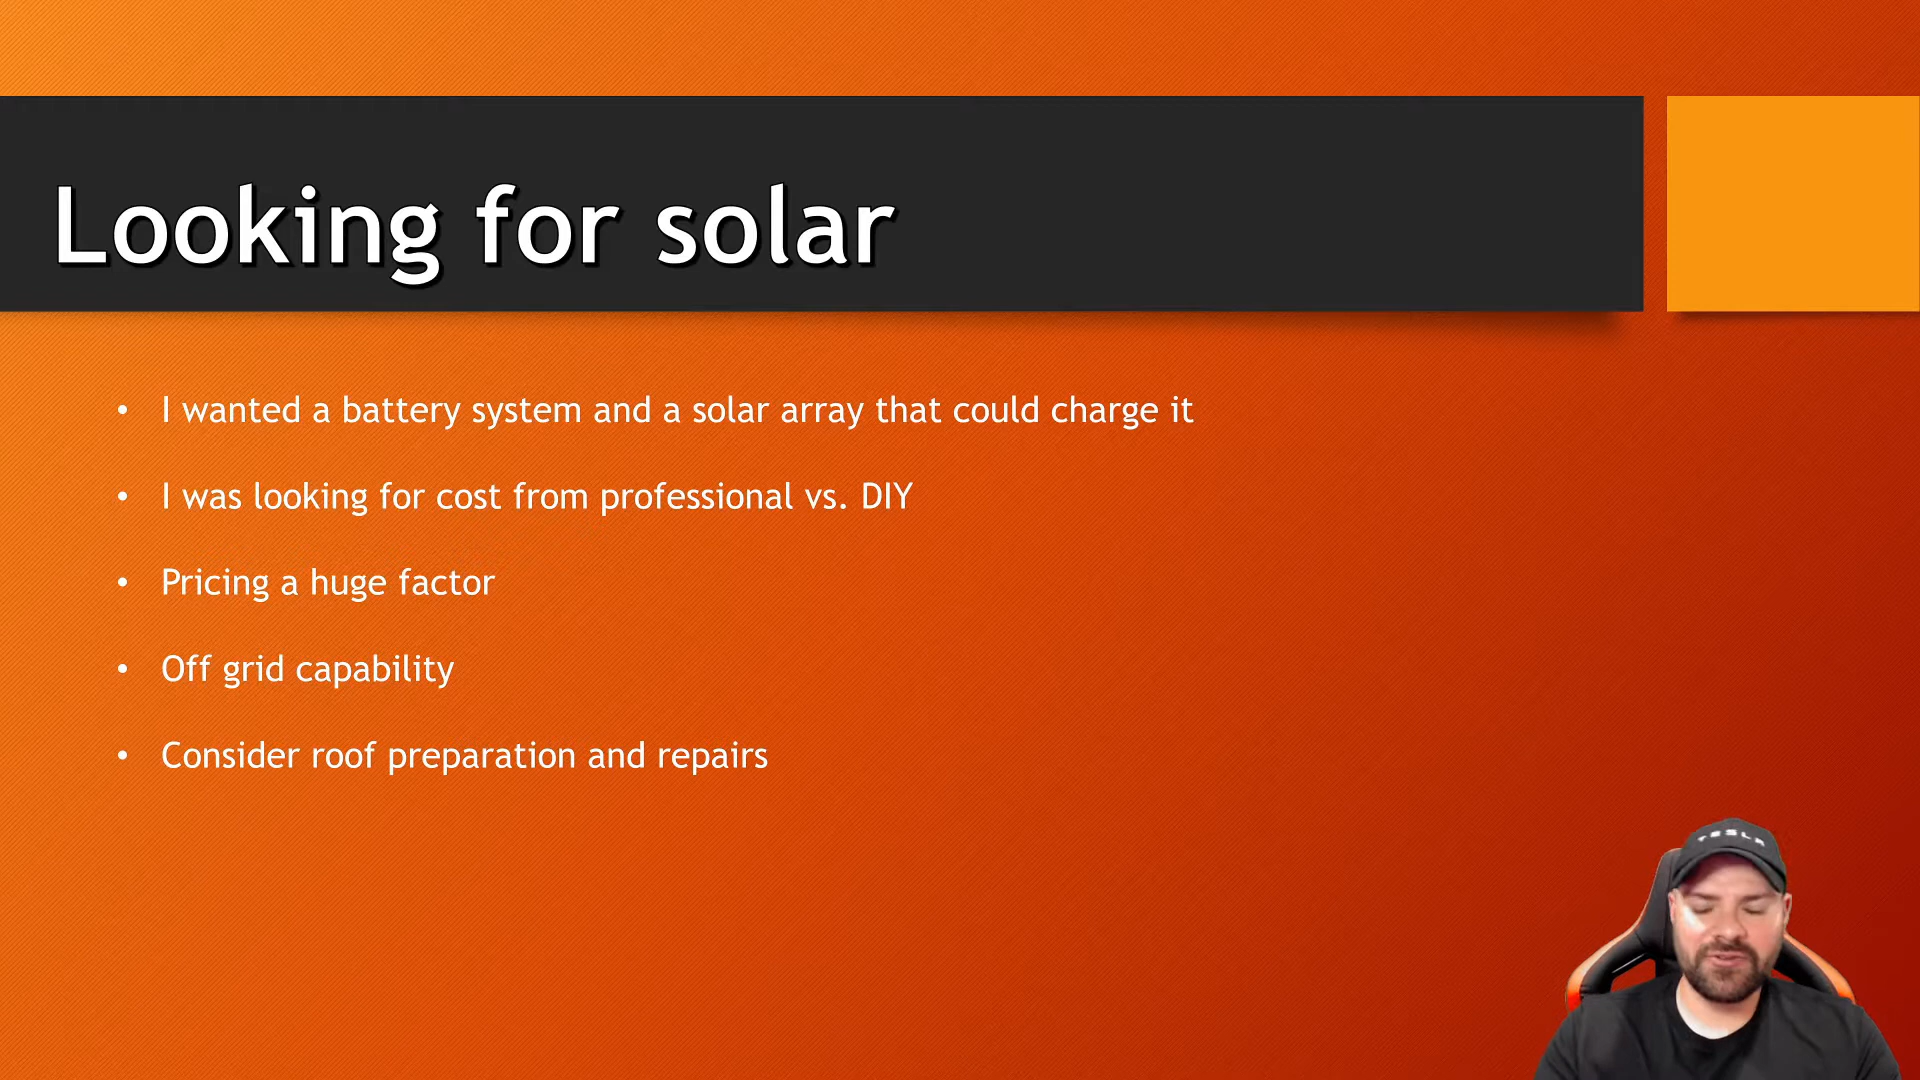 Looking for solar
• I wanted a battery system and a solar array that could charge it
• I was looking for cost from professional vs. DIY
• Pricing a huge factor
• Off grid capability
• Consider roof preparation and repairs
TESLA